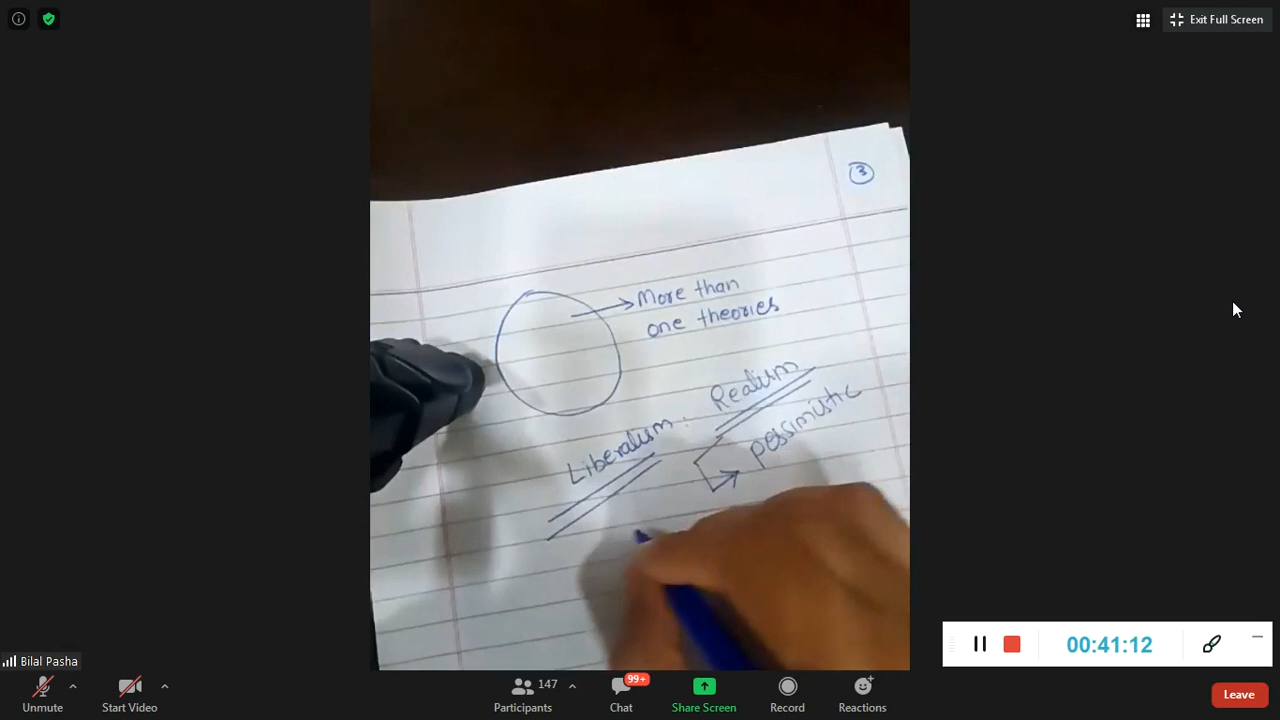 Exit Full Screen
3
More than
one theories
Liberalism : Realism
pessimistic
00:41:12
Bilal Pasha
147
99+
Unmute
Start Video
Participants
Chat
Share Screen
Record
Reactions
Leave